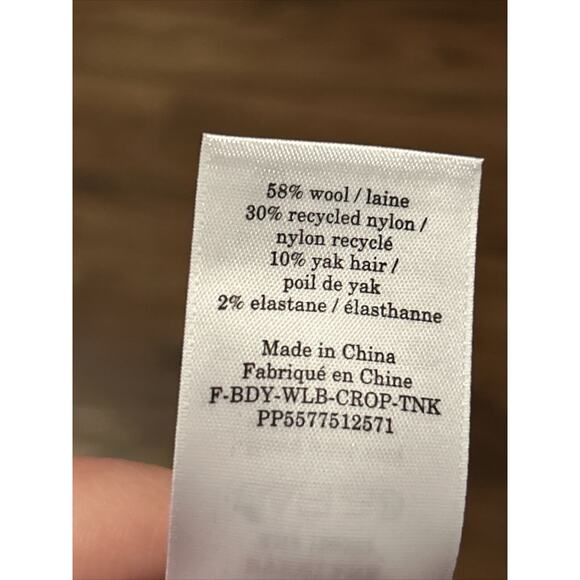 58% wool / laine
30% recycled nylon /
nylon recyclé
10% yak hair /
poil de yak
2% elastane / élasthanne
Made in China
Fabriqué en Chine
F-BDY-WLB-CROP-TNK
PP5577512571